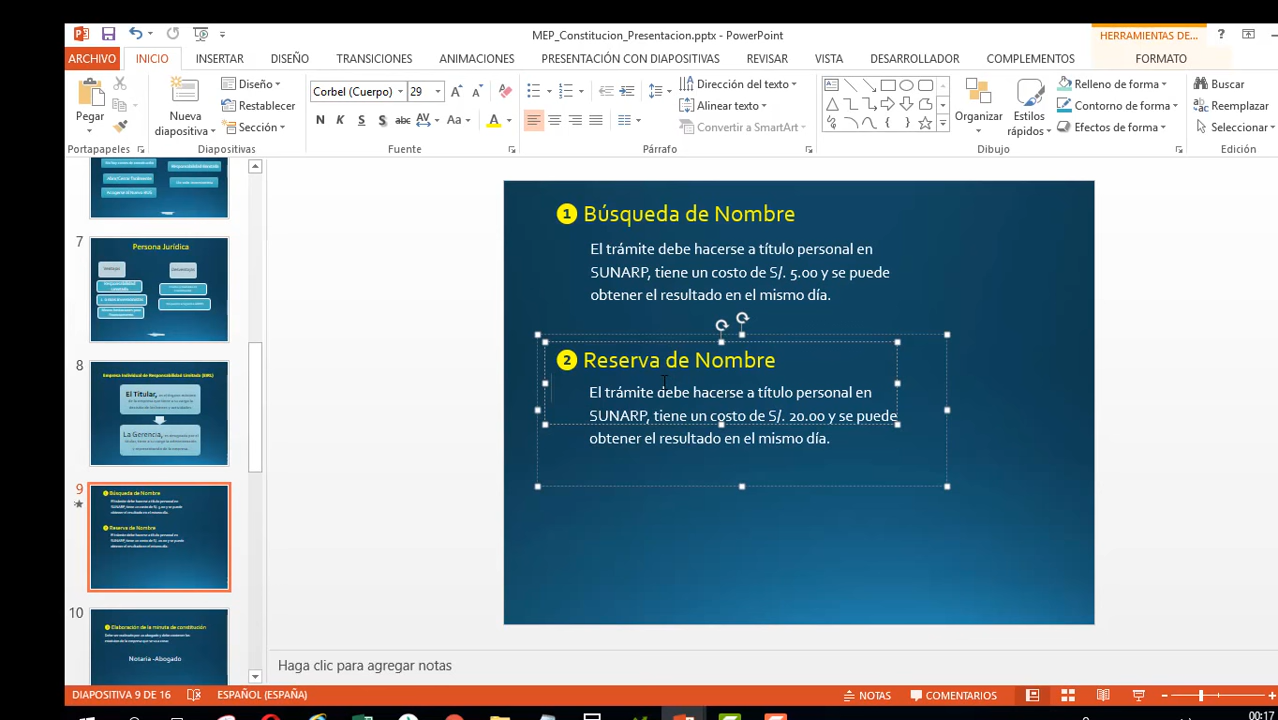 MEP_Constitucion_Presentacion.pptx - PowerPoint
HERRAMIENTAS DE...
?
ARCHIVO INICIO INSERTAR DISEÑO TRANSICIONES ANIMACIONES PRESENTACIÓN CON DIAPOSITIVAS REVISAR VISTA DESARROLLADOR COMPLEMENTOS FORMATO
Pegar
Nueva
diapositiva
Diseño
Restablecer
Sección
Corbel (Cuerpo) 29
N K S S abc AV Aa A
Dirección del texto
Alinear texto
Convertir a SmartArt
Organizar
Estilos
rápidos
Relleno de forma
Contorno de forma
Efectos de forma
Buscar
Reemplazar
Seleccionar
Portapapeles Diapositivas Fuente Párrafo Dibujo Edición
7
Persona Jurídica
8
Empresa Individual de Responsabilidad Limitada (EIRL)
El Titular,
La Gerencia,
9
1 Búsqueda de Nombre
2 Reserva de Nombre
10
Elaboración de la minuta de constitución
Notaria -Abogado
1 Búsqueda de Nombre
El trámite debe hacerse a título personal en
SUNARP, tiene un costo de S/. 5.00 y se puede
obtener el resultado en el mismo día.
2 Reserva de Nombre
El trámite debe hacerse a título personal en
SUNARP, tiene un costo de S/. 20.00 y se puede
obtener el resultado en el mismo día.
Haga clic para agregar notas
DIAPOSITIVA 9 DE 16 ESPAÑOL (ESPAÑA) NOTAS COMENTARIOS
00:17